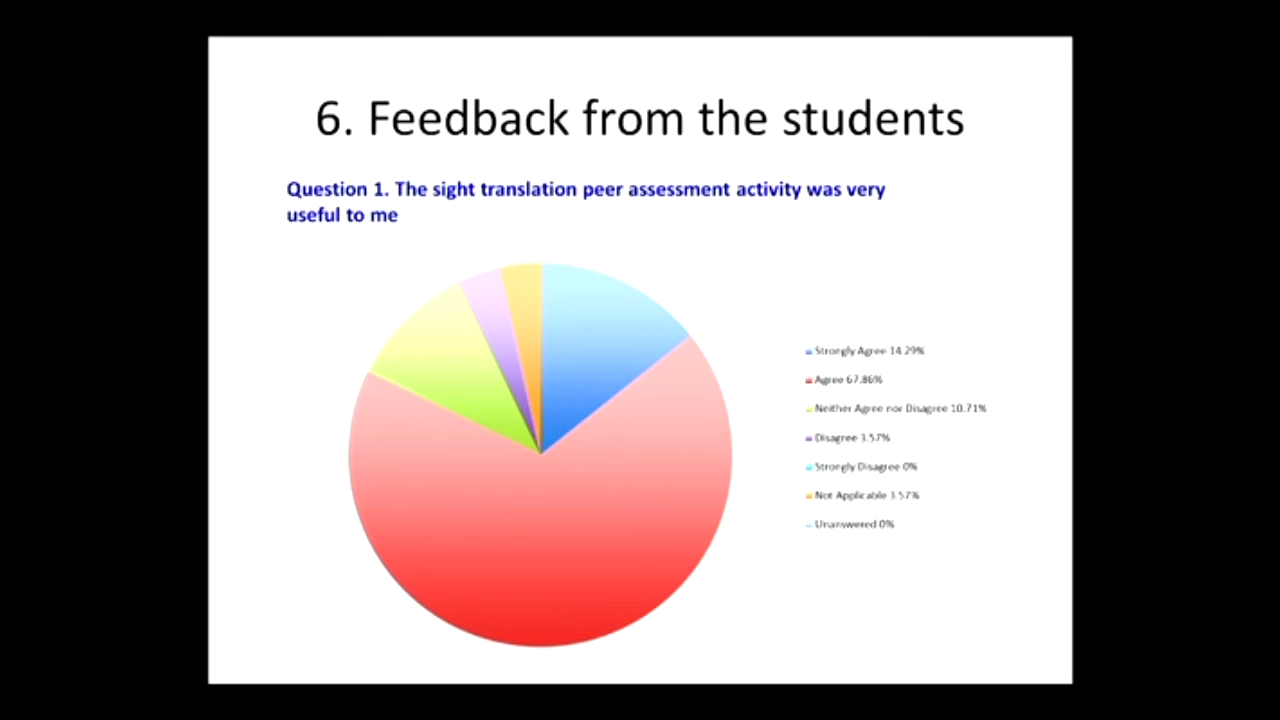 6. Feedback from the students
Question 1. The sight translation peer assessment activity was very
useful to me
Strongly Agree 14.29%
Agree 67.86%
Neither Agree nor Disagree 10.71%
Disagree 3.57%
Strongly Disagree 0%
Not Applicable 3.57%
Unanswered 0%